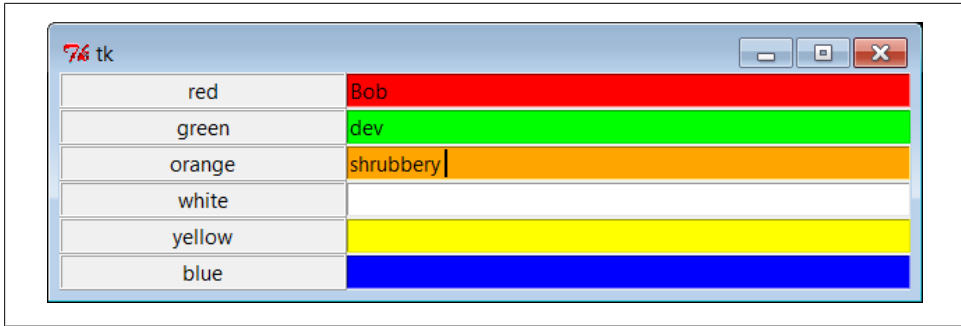 tk
red Bob
green dev
orange shrubbery
white
yellow
blue